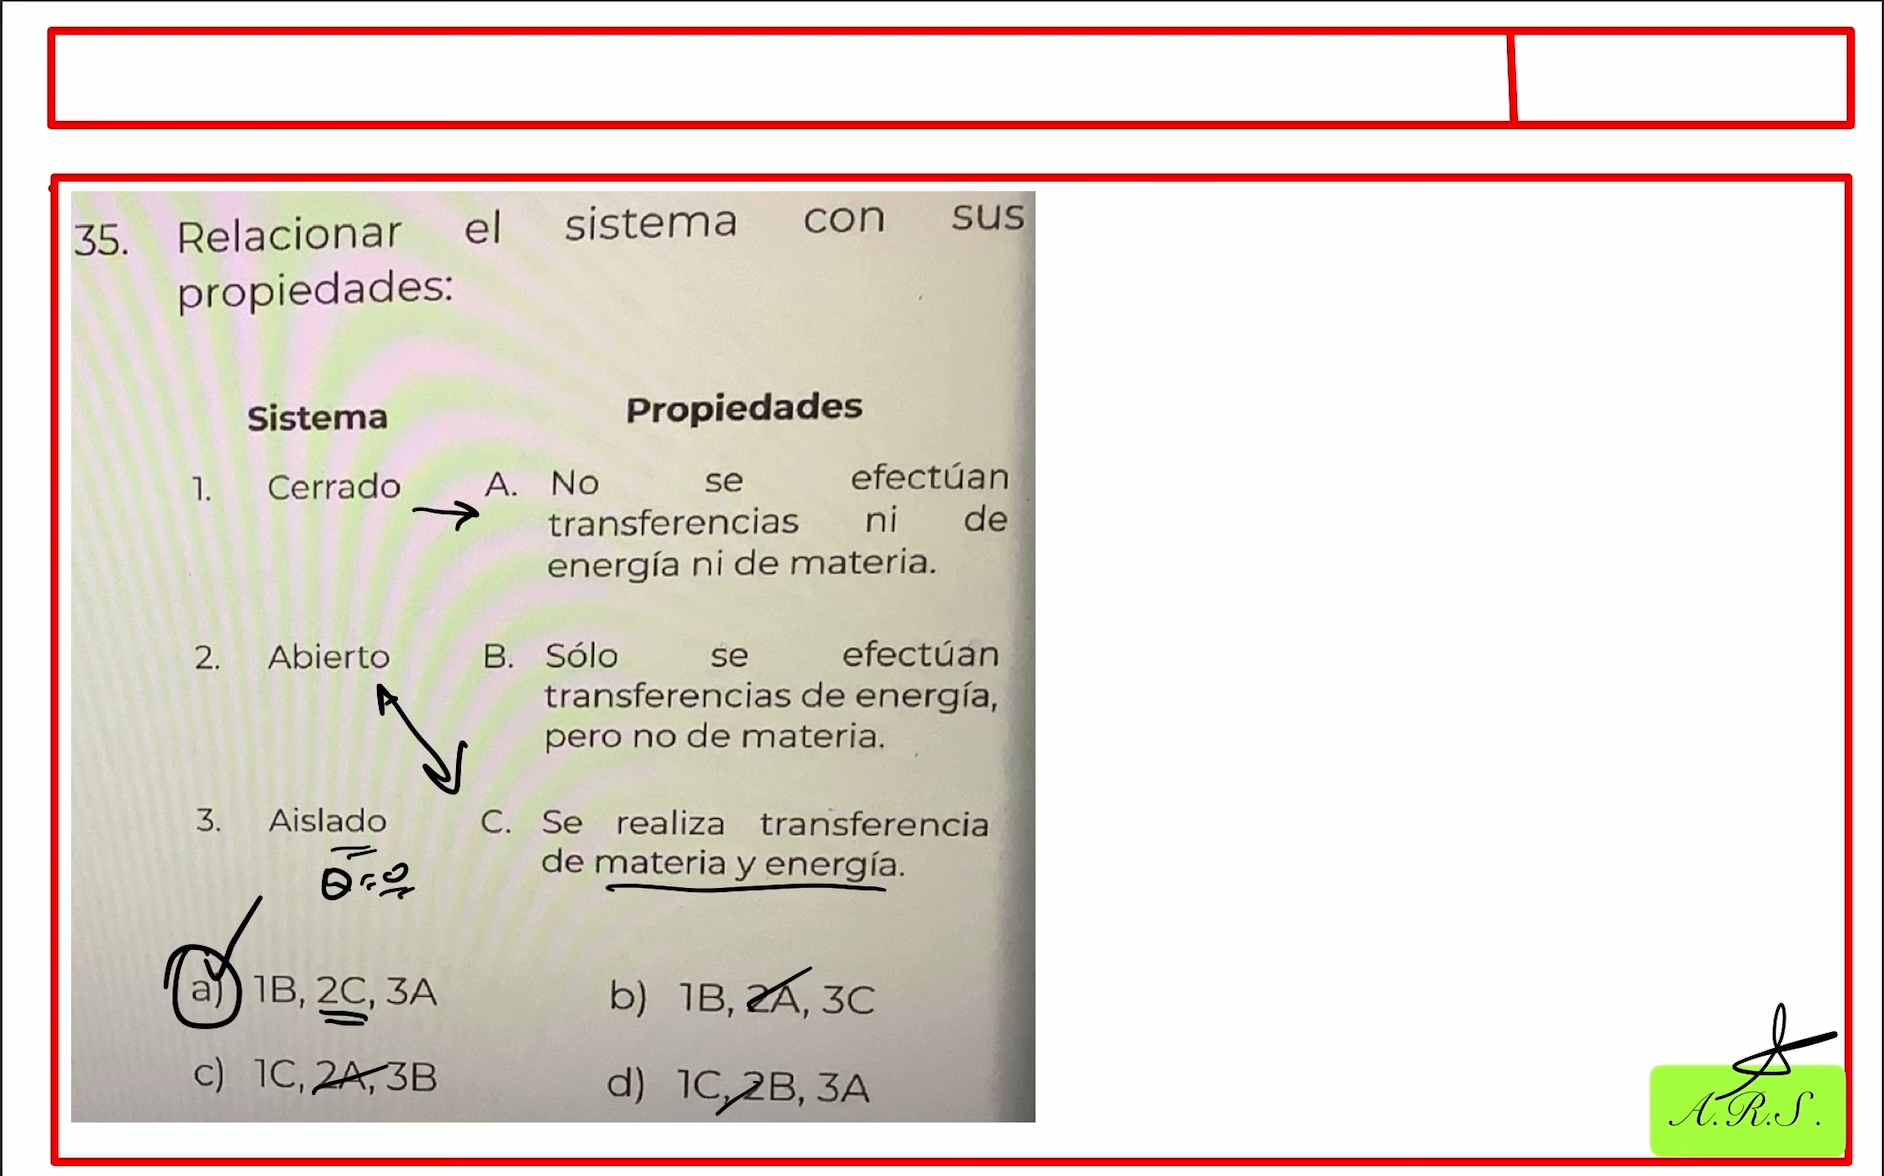 35. Relacionar el sistema con sus
propiedades:
Sistema Propiedades
1. Cerrado A. No se efectúan
transferencias ni de
energía ni de materia.
2. Abierto B. Sólo se efectúan
transferencias de energía,
pero no de materia.
3. Aislado C. Se realiza transferencia
de materia y energía.
a) 1B, 2C, 3A b) 1B, 2A, 3C
c) 1C, 2A, 3B d) 1C, 2B, 3A
A.R.S.